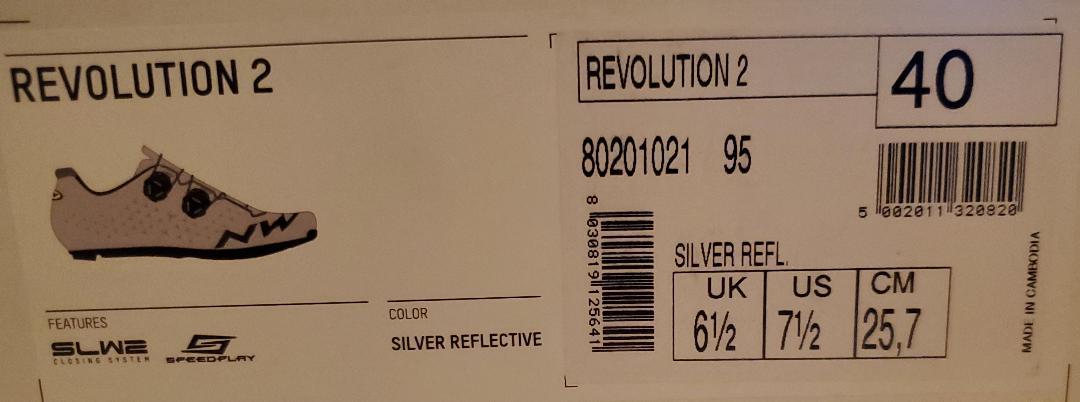 REVOLUTION 2
NW
FEATURES
SLW2
CLOSING SYSTEM
SPEEDPLAY
COLOR
SILVER REFLECTIVE
REVOLUTION 2
40
80201021 95
8 030819 125641
5 002011 320820
SILVER REFL.
UK US CM
6½ 7½ 25,7
MADE IN CAMBODIA